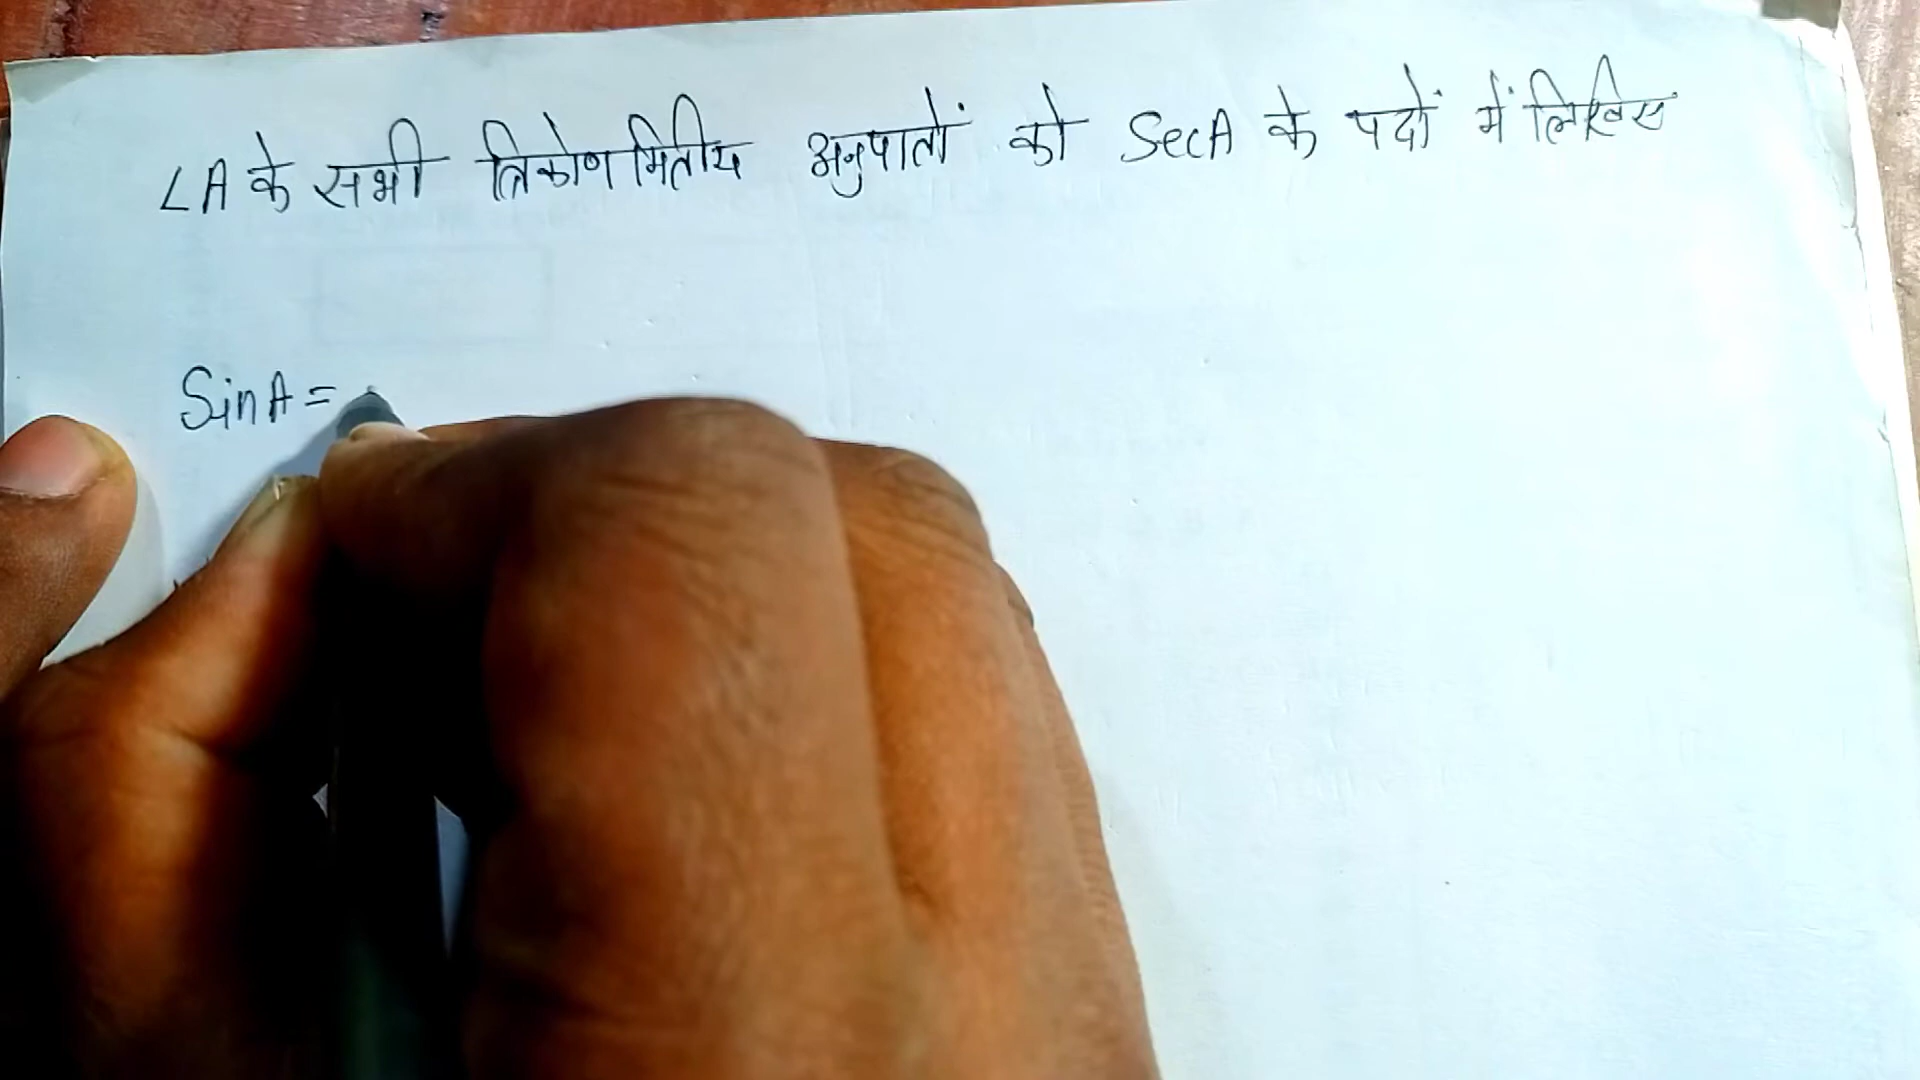 ∠A के सभी त्रिकोणमितीय अनुपातों को SecA के पदों में लिखिए
SinA =